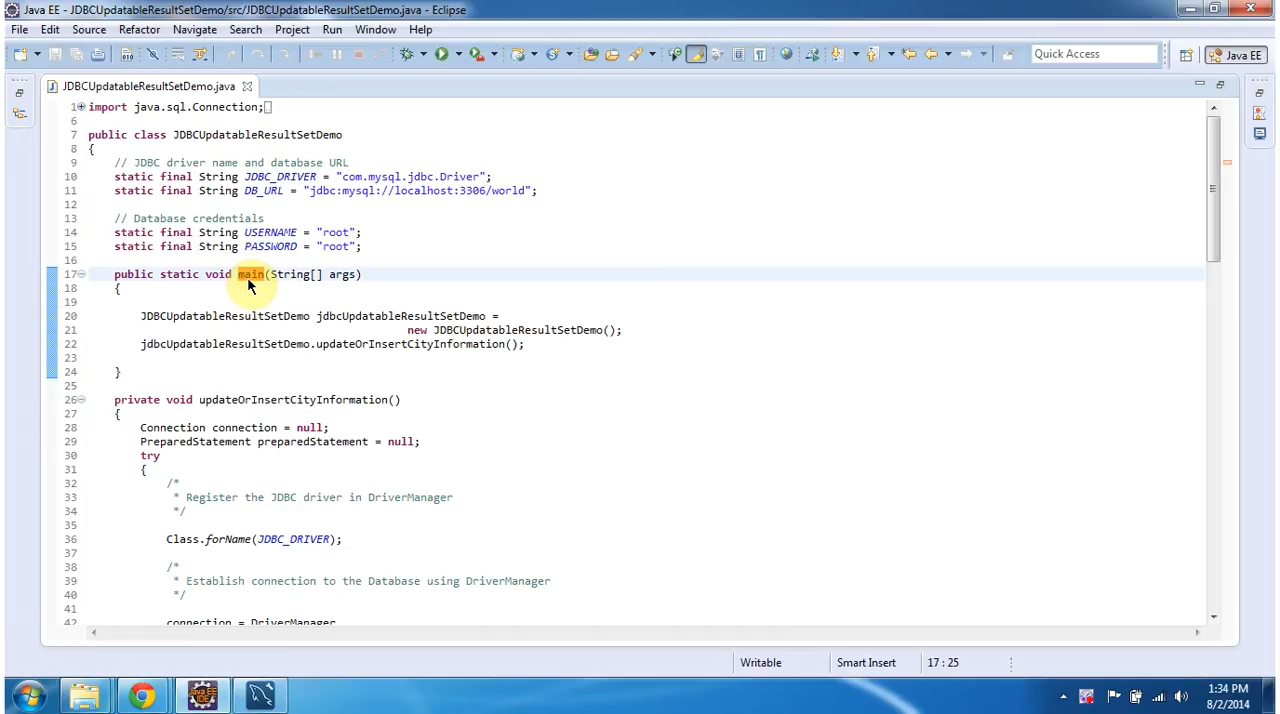 Java EE - JDBCUpdatableResultSetDemo/src/JDBCUpdatableResultSetDemo.java - Eclipse
File Edit Source Refactor Navigate Search Project Run Window Help
Quick Access Java EE
JDBCUpdatableResultSetDemo.java
1 import java.sql.Connection;
6
7 public class JDBCUpdatableResultSetDemo
8 {
9 // JDBC driver name and database URL
10 static final String JDBC_DRIVER = "com.mysql.jdbc.Driver";
11 static final String DB_URL = "jdbc:mysql://localhost:3306/world";
12
13 // Database credentials
14 static final String USERNAME = "root";
15 static final String PASSWORD = "root";
16
17 public static void main(String[] args)
18 {
19
20 JDBCUpdatableResultSetDemo jdbcUpdatableResultSetDemo =
21 new JDBCUpdatableResultSetDemo();
22 jdbcUpdatableResultSetDemo.updateOrInsertCityInformation();
23
24 }
25
26 private void updateOrInsertCityInformation()
27 {
28 Connection connection = null;
29 PreparedStatement preparedStatement = null;
30 try
31 {
32 /*
33 * Register the JDBC driver in DriverManager
34 */
35
36 Class.forName(JDBC_DRIVER);
37
38 /*
39 * Establish connection to the Database using DriverManager
40 */
41
42 connection = DriverManager
Writable Smart Insert 17 : 25
Java EE IDE
1:34 PM
8/2/2014